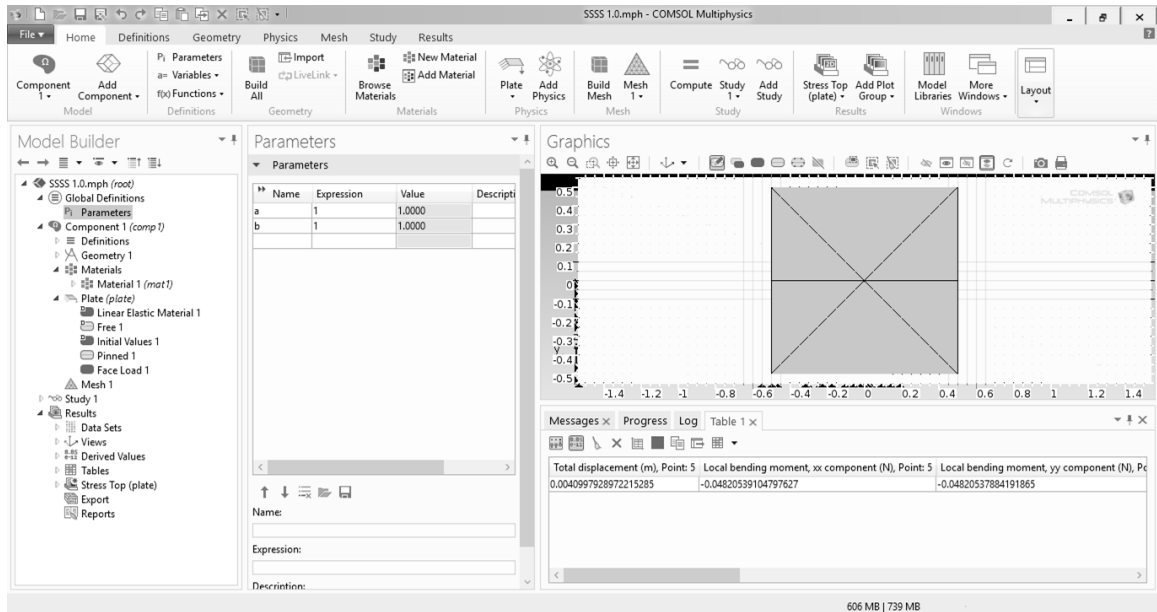 SSSS 1.0.mph - COMSOL Multiphysics
File Home Definitions Geometry Physics Mesh Study Results
Component 1 Add Component
Model
Pi Parameters
a= Variables
f(x) Functions
Definitions
Build All
Import
LiveLink
Geometry
Browse Materials
New Material
Add Material
Materials
Plate Add Physics
Physics
Build Mesh Mesh 1
Mesh
Compute Study 1 Add Study
Study
Stress Top (plate) Add Plot Group
Results
Model Libraries More Windows
Windows
Layout
Model Builder
SSSS 1.0.mph (root)
Global Definitions
Pi Parameters
Component 1 (comp1)
Definitions
Geometry 1
Materials
Material 1 (mat1)
Plate (plate)
Linear Elastic Material 1
Free 1
Initial Values 1
Pinned 1
Face Load 1
Mesh 1
Study 1
Results
Data Sets
Views
Derived Values
Tables
Stress Top (plate)
Export
Reports
Parameters
Parameters
Name Expression Value Descripti
a 1 1.0000
b 1 1.0000
Name:
Expression:
Description:
Graphics
COMSOL
MULTIPHYSICS
0.5
0.4
0.3
0.2
0.1
0
-0.1
-0.2
-0.3
y
-0.4
-0.5
-1.4 -1.2 -1 -0.8 -0.6 -0.4 -0.2 0 0.2 0.4 0.6 0.8 1 1.2 1.4
Messages Progress Log Table 1
Total displacement (m), Point: 5 Local bending moment, xx component (N), Point: 5 Local bending moment, yy component (N), Pc
0.0040997928972215285 -0.04820539104797627 -0.04820537884191865
606 MB | 739 MB